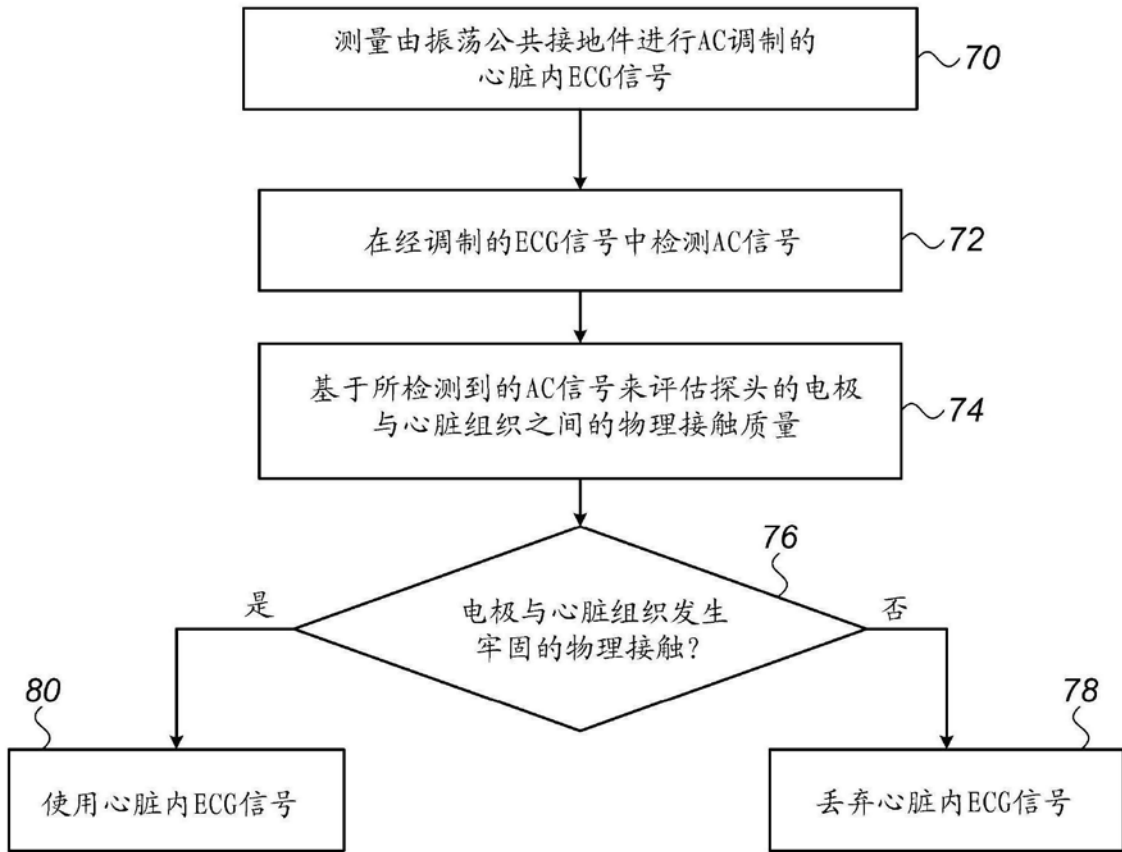 测量由振荡公共接地件进行AC调制的
心脏内ECG信号
70
在经调制的ECG信号中检测AC信号
72
基于所检测到的AC信号来评估探头的电极
与心脏组织之间的物理接触质量
74
76
是
电极与心脏组织发生
牢固的物理接触?
否
80
78
使用心脏内ECG信号
丢弃心脏内ECG信号